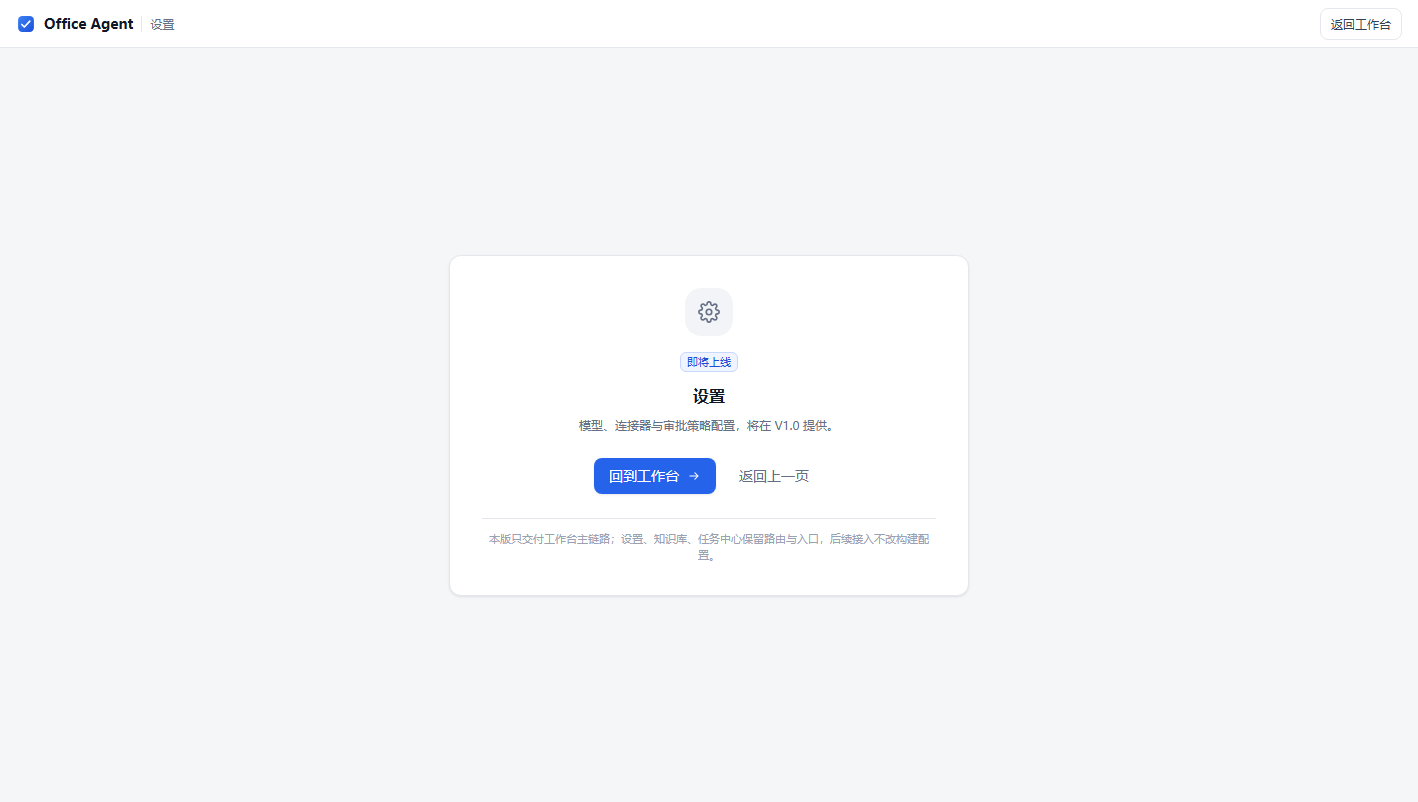 Office Agent
设置
返回工作台
即将上线
设置
模型、连接器与审批策略配置，将在 V1.0 提供。
回到工作台 →
返回上一页
本版只交付工作台主链路；设置、知识库、任务中心保留路由与入口，后续接入不改构建配
置。